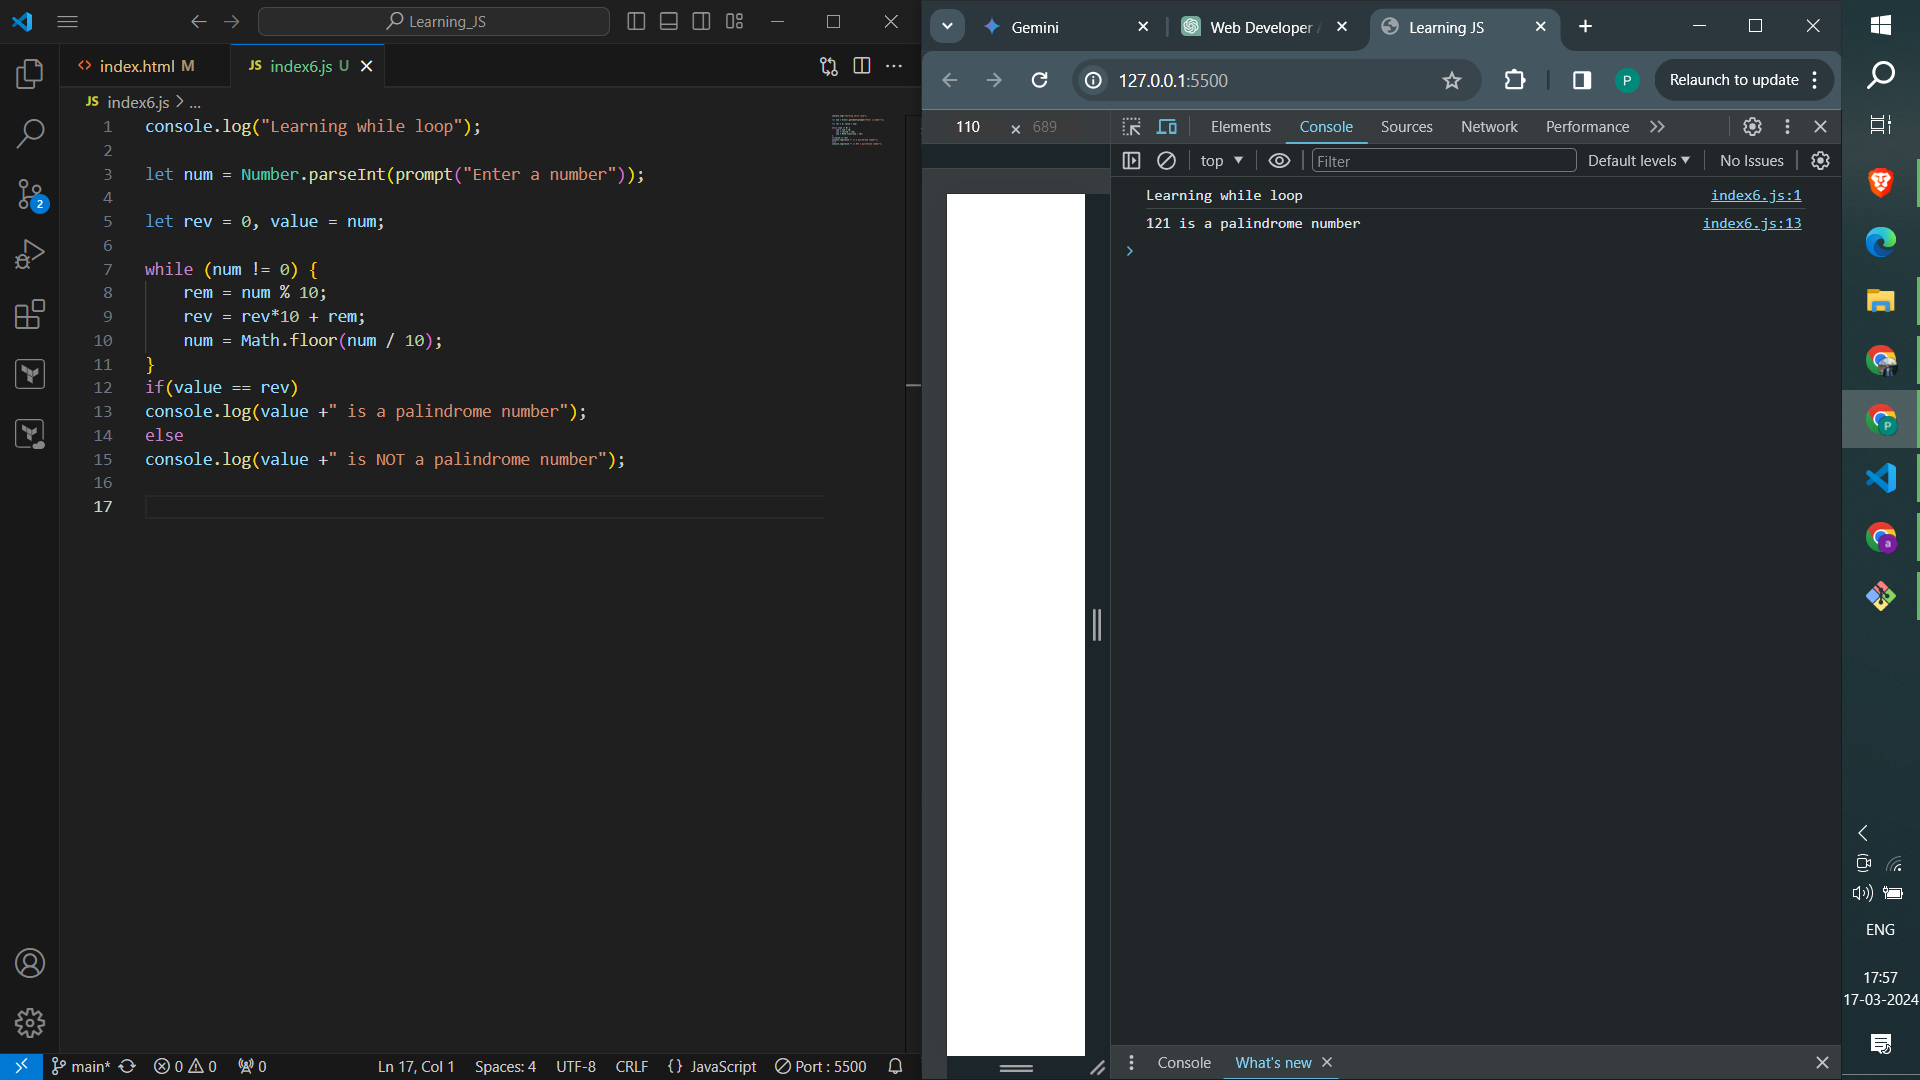 Learning_JS
index.html M
JS index6.js U
JS index6.js > ...
1 console.log("Learning while loop");
2
3 let num = Number.parseInt(prompt("Enter a number"));
4
5 let rev = 0, value = num;
6
7 while (num != 0) {
8 rem = num % 10;
9 rev = rev*10 + rem;
10 num = Math.floor(num / 10);
11 }
12 if(value == rev)
13 console.log(value +" is a palindrome number");
14 else
15 console.log(value +" is NOT a palindrome number");
16
17
2
main* 0 0 0 Ln 17, Col 1 Spaces: 4 UTF-8 CRLF {} JavaScript Port : 5500
Gemini
Web Developer
Learning JS
127.0.0.1:5500
P
Relaunch to update
110 × 689
Elements Console Sources Network Performance
top Filter Default levels No Issues
Learning while loop index6.js:1
121 is a palindrome number index6.js:13
Console What's new
P
a
ENG
17:57
17-03-2024